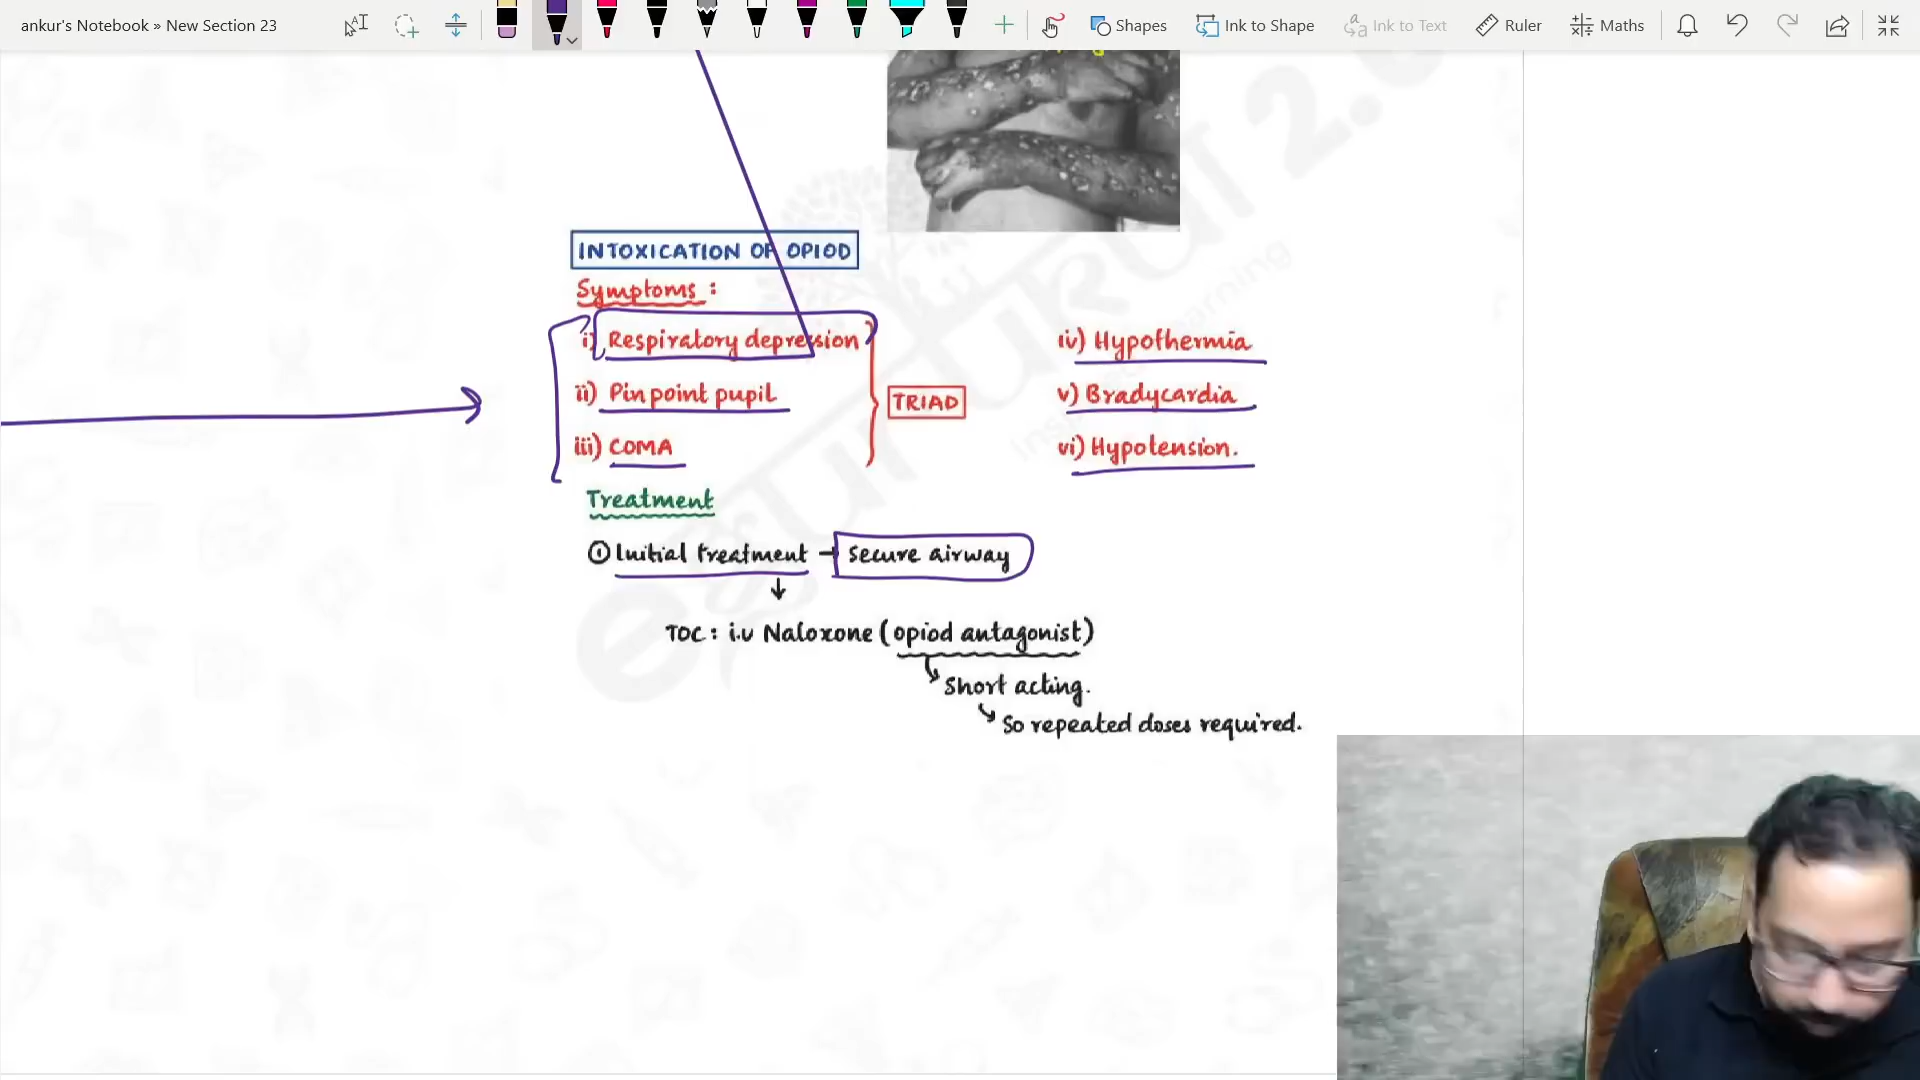 ankur's Notebook » New Section 23
Shapes
Ink to Shape
Ink to Text
Ruler
Maths
INTOXICATION OF OPIOD
Symptoms :
i) Respiratory depression
ii) Pin point pupil
iii) COMA
TRIAD
iv) Hypothermia
v) Bradycardia
vi) Hypotension.
Treatment
① Initial treatment → Secure airway
↓
TOC : i.v Naloxone (opiod antagonist)
Short acting.
So repeated doses required.